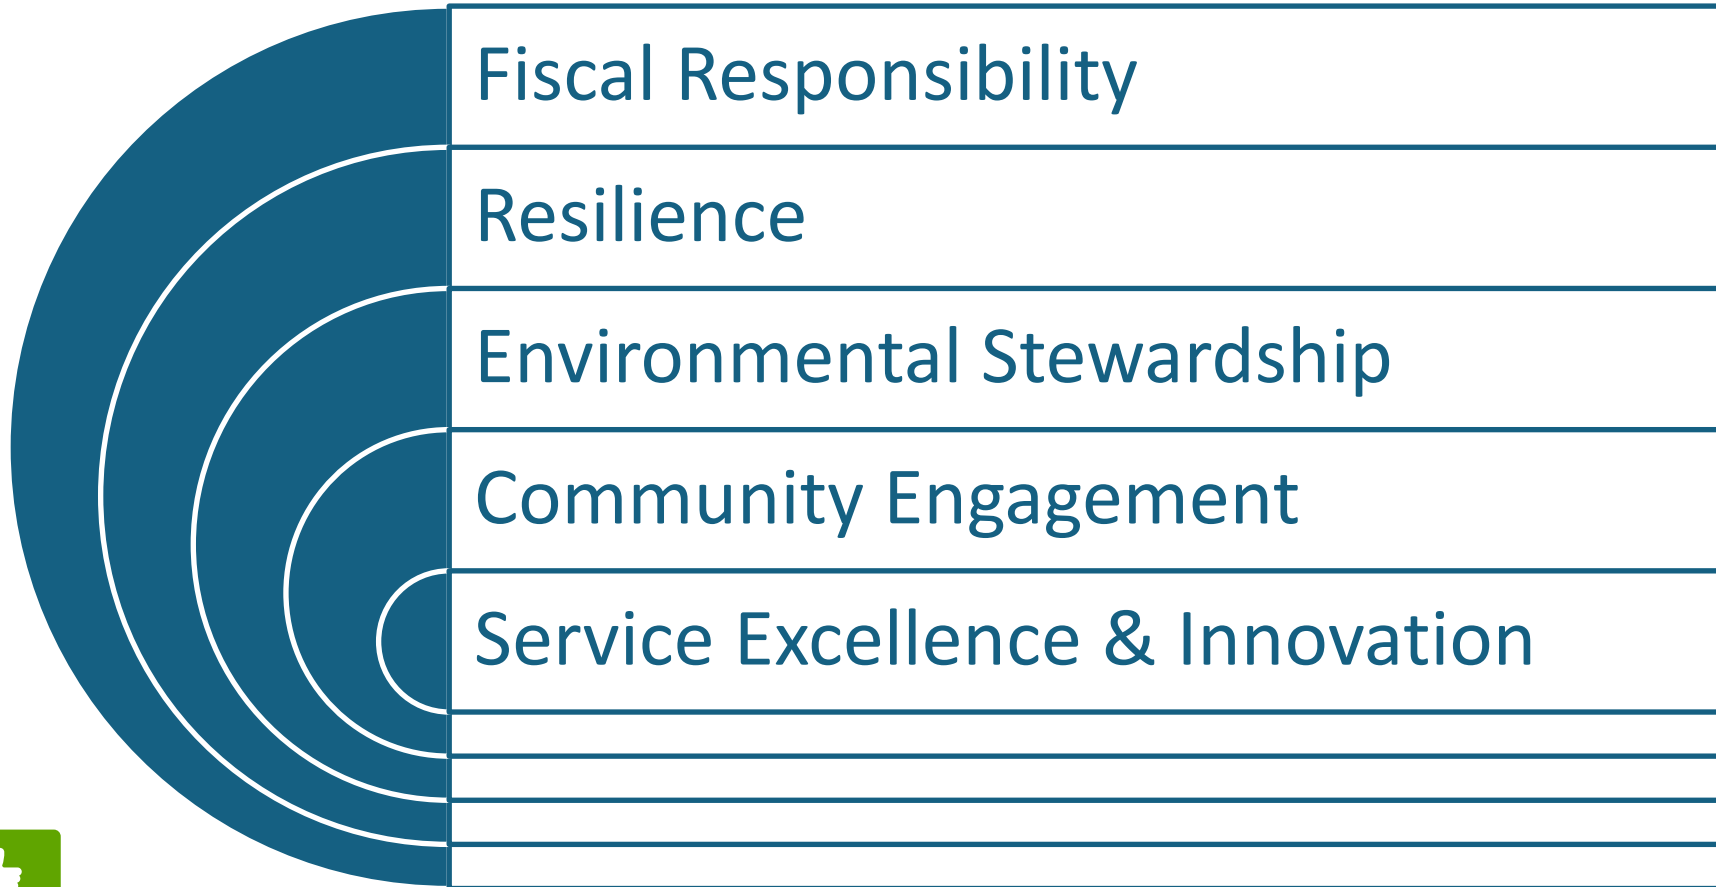 Fiscal Responsibility
Resilience
Environmental Stewardship
Community Engagement
Service Excellence & Innovation